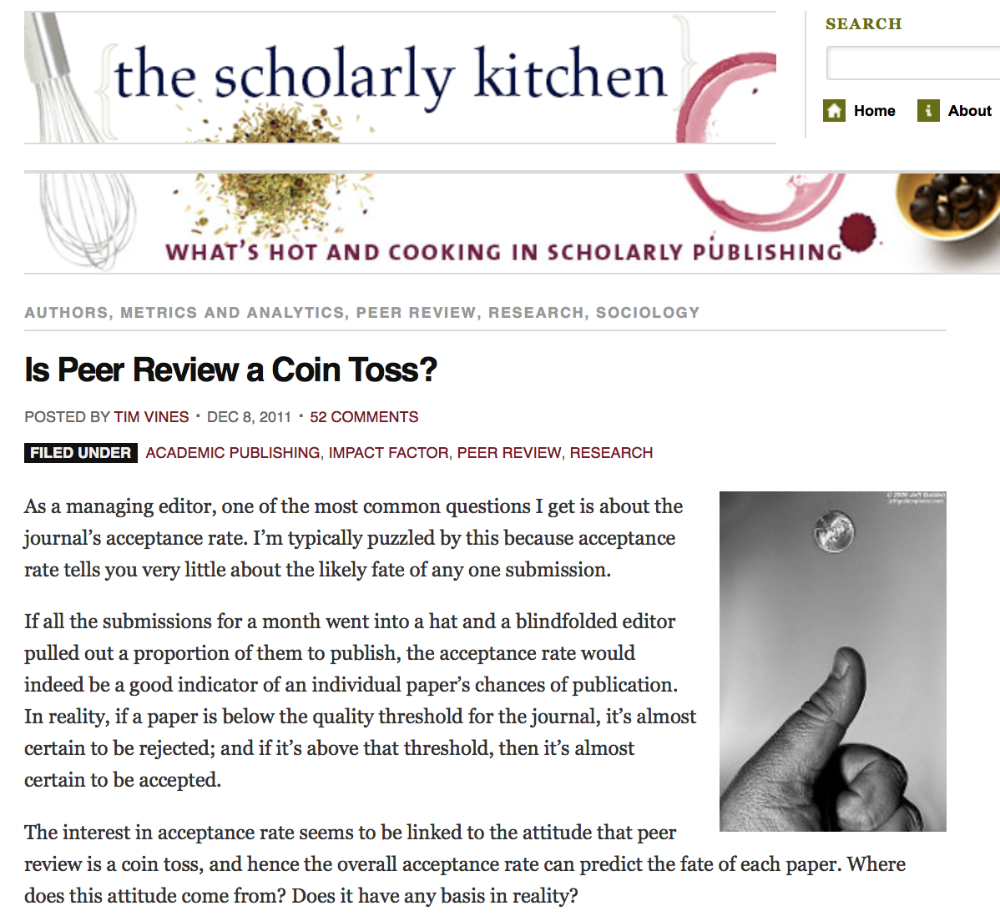 {the scholarly kitchen}
SEARCH
Home
i
About
WHAT'S HOT AND COOKING IN SCHOLARLY PUBLISHING
AUTHORS, METRICS AND ANALYTICS, PEER REVIEW, RESEARCH, SOCIOLOGY
Is Peer Review a Coin Toss?
POSTED BY TIM VINES · DEC 8, 2011 · 52 COMMENTS
FILED UNDER ACADEMIC PUBLISHING, IMPACT FACTOR, PEER REVIEW, RESEARCH
As a managing editor, one of the most common questions I get is about the
journal’s acceptance rate. I’m typically puzzled by this because acceptance
rate tells you very little about the likely fate of any one submission.
If all the submissions for a month went into a hat and a blindfolded editor
pulled out a proportion of them to publish, the acceptance rate would
indeed be a good indicator of an individual paper’s chances of publication.
In reality, if a paper is below the quality threshold for the journal, it’s almost
certain to be rejected; and if it’s above that threshold, then it’s almost
certain to be accepted.
The interest in acceptance rate seems to be linked to the attitude that peer
review is a coin toss, and hence the overall acceptance rate can predict the fate of each paper. Where
does this attitude come from? Does it have any basis in reality?